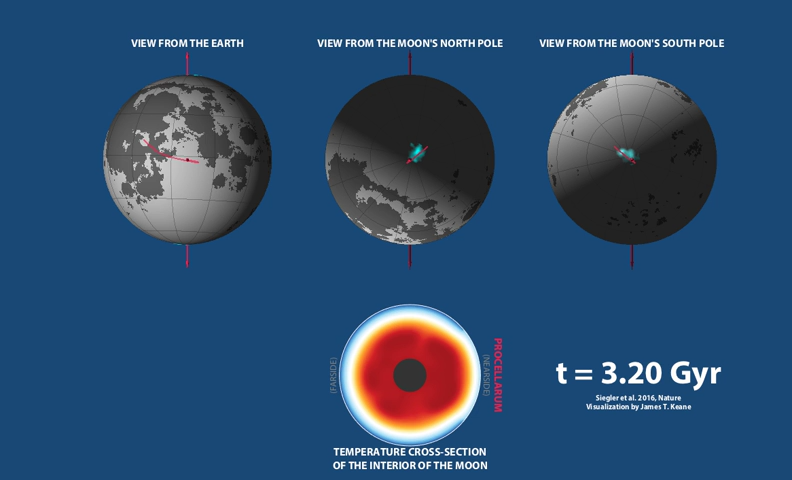 VIEW FROM THE EARTH
VIEW FROM THE MOON'S NORTH POLE
VIEW FROM THE MOON'S SOUTH POLE
(FARSIDE)
(NEARSIDE)
PROCELLARUM
t = 3.20 Gyr
Siegler et al. 2016, Nature
Visualization by James T. Keane
TEMPERATURE CROSS-SECTION
OF THE INTERIOR OF THE MOON